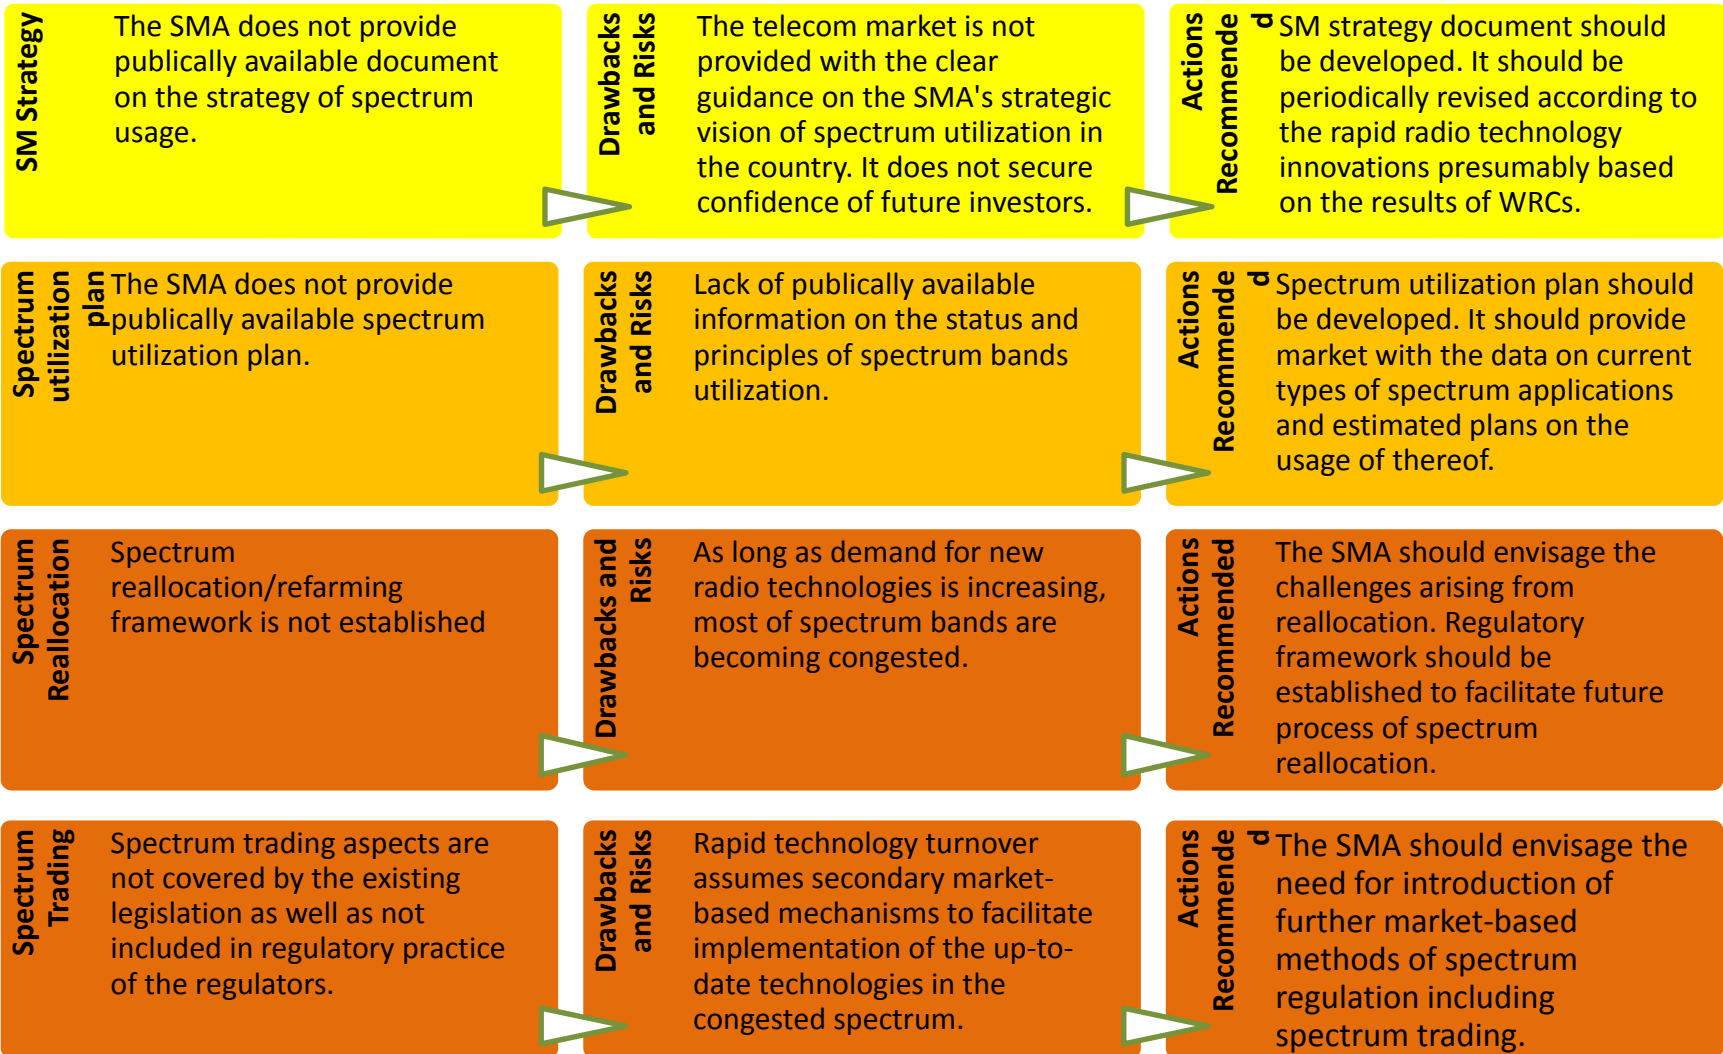 SM Strategy
The SMA does not provide
publically available document
on the strategy of spectrum
usage.
Drawbacks
and Risks
The telecom market is not
provided with the clear
guidance on the SMA's strategic
vision of spectrum utilization in
the country. It does not secure
confidence of future investors.
Actions
Recommende
d
SM strategy document should
be developed. It should be
periodically revised according to
the rapid radio technology
innovations presumably based
on the results of WRCs.
Spectrum
utilization
plan
The SMA does not provide
publically available spectrum
utilization plan.
Drawbacks
and Risks
Lack of publically available
information on the status and
principles of spectrum bands
utilization.
Actions
Recommende
d
Spectrum utilization plan should
be developed. It should provide
market with the data on current
types of spectrum applications
and estimated plans on the
usage of thereof.
Spectrum
Reallocation
Spectrum
reallocation/refarming
framework is not established
Drawbacks and
Risks
As long as demand for new
radio technologies is increasing,
most of spectrum bands are
becoming congested.
Actions
Recommended
The SMA should envisage the
challenges arising from
reallocation. Regulatory
framework should be
established to facilitate future
process of spectrum
reallocation.
Spectrum
Trading
Spectrum trading aspects are
not covered by the existing
legislation as well as not
included in regulatory practice
of the regulators.
Drawbacks
and Risks
Rapid technology turnover
assumes secondary market-
based mechanisms to facilitate
implementation of the up-to-
date technologies in the
congested spectrum.
Actions
Recommende
d
The SMA should envisage the
need for introduction of
further market-based
methods of spectrum
regulation including
spectrum trading.